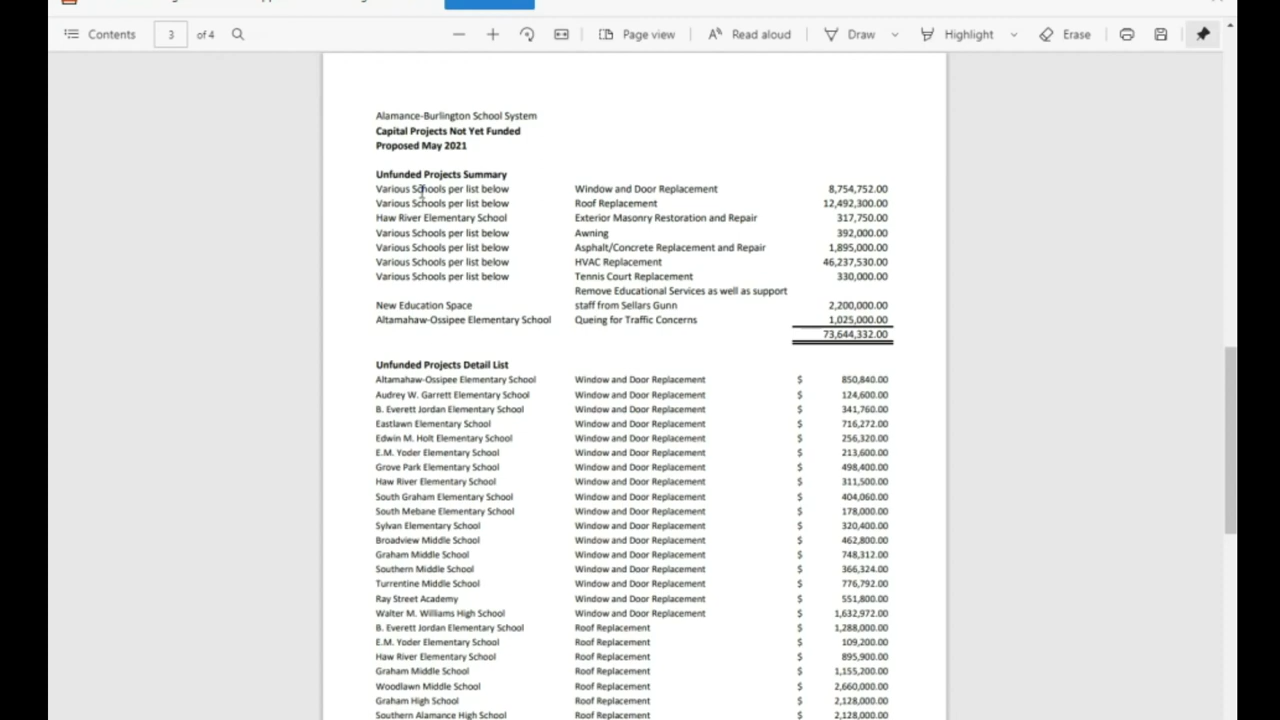 Contents 3 of 4 Page view Read aloud Draw Highlight Erase
Alamance-Burlington School System
Capital Projects Not Yet Funded
Proposed May 2021
Unfunded Projects Summary
Various Schools per list below Window and Door Replacement 8,754,752.00
Various Schools per list below Roof Replacement 12,492,300.00
Haw River Elementary School Exterior Masonry Restoration and Repair 317,750.00
Various Schools per list below Awning 392,000.00
Various Schools per list below Asphalt/Concrete Replacement and Repair 1,895,000.00
Various Schools per list below HVAC Replacement 46,237,530.00
Various Schools per list below Tennis Court Replacement 330,000.00
Remove Educational Services as well as support
New Education Space staff from Sellars Gunn 2,200,000.00
Altamahaw-Ossipee Elementary School Queing for Traffic Concerns 1,025,000.00
73,644,332.00
Unfunded Projects Detail List
Altamahaw-Ossipee Elementary School Window and Door Replacement $ 850,840.00
Audrey W. Garrett Elementary School Window and Door Replacement $ 124,600.00
B. Everett Jordan Elementary School Window and Door Replacement $ 341,760.00
Eastlawn Elementary School Window and Door Replacement $ 716,272.00
Edwin M. Holt Elementary School Window and Door Replacement $ 256,320.00
E.M. Yoder Elementary School Window and Door Replacement $ 213,600.00
Grove Park Elementary School Window and Door Replacement $ 498,400.00
Haw River Elementary School Window and Door Replacement $ 311,500.00
South Graham Elementary School Window and Door Replacement $ 404,060.00
South Mebane Elementary School Window and Door Replacement $ 178,000.00
Sylvan Elementary School Window and Door Replacement $ 320,400.00
Broadview Middle School Window and Door Replacement $ 462,800.00
Graham Middle School Window and Door Replacement $ 748,312.00
Southern Middle School Window and Door Replacement $ 366,324.00
Turrentine Middle School Window and Door Replacement $ 776,792.00
Ray Street Academy Window and Door Replacement $ 551,800.00
Walter M. Williams High School Window and Door Replacement $ 1,632,972.00
B. Everett Jordan Elementary School Roof Replacement $ 1,288,000.00
E.M. Yoder Elementary School Roof Replacement $ 109,200.00
Haw River Elementary School Roof Replacement $ 895,900.00
Graham Middle School Roof Replacement $ 1,155,200.00
Woodlawn Middle School Roof Replacement $ 2,660,000.00
Graham High School Roof Replacement $ 2,128,000.00
Southern Alamance High School Roof Replacement $ 2,128,000.00